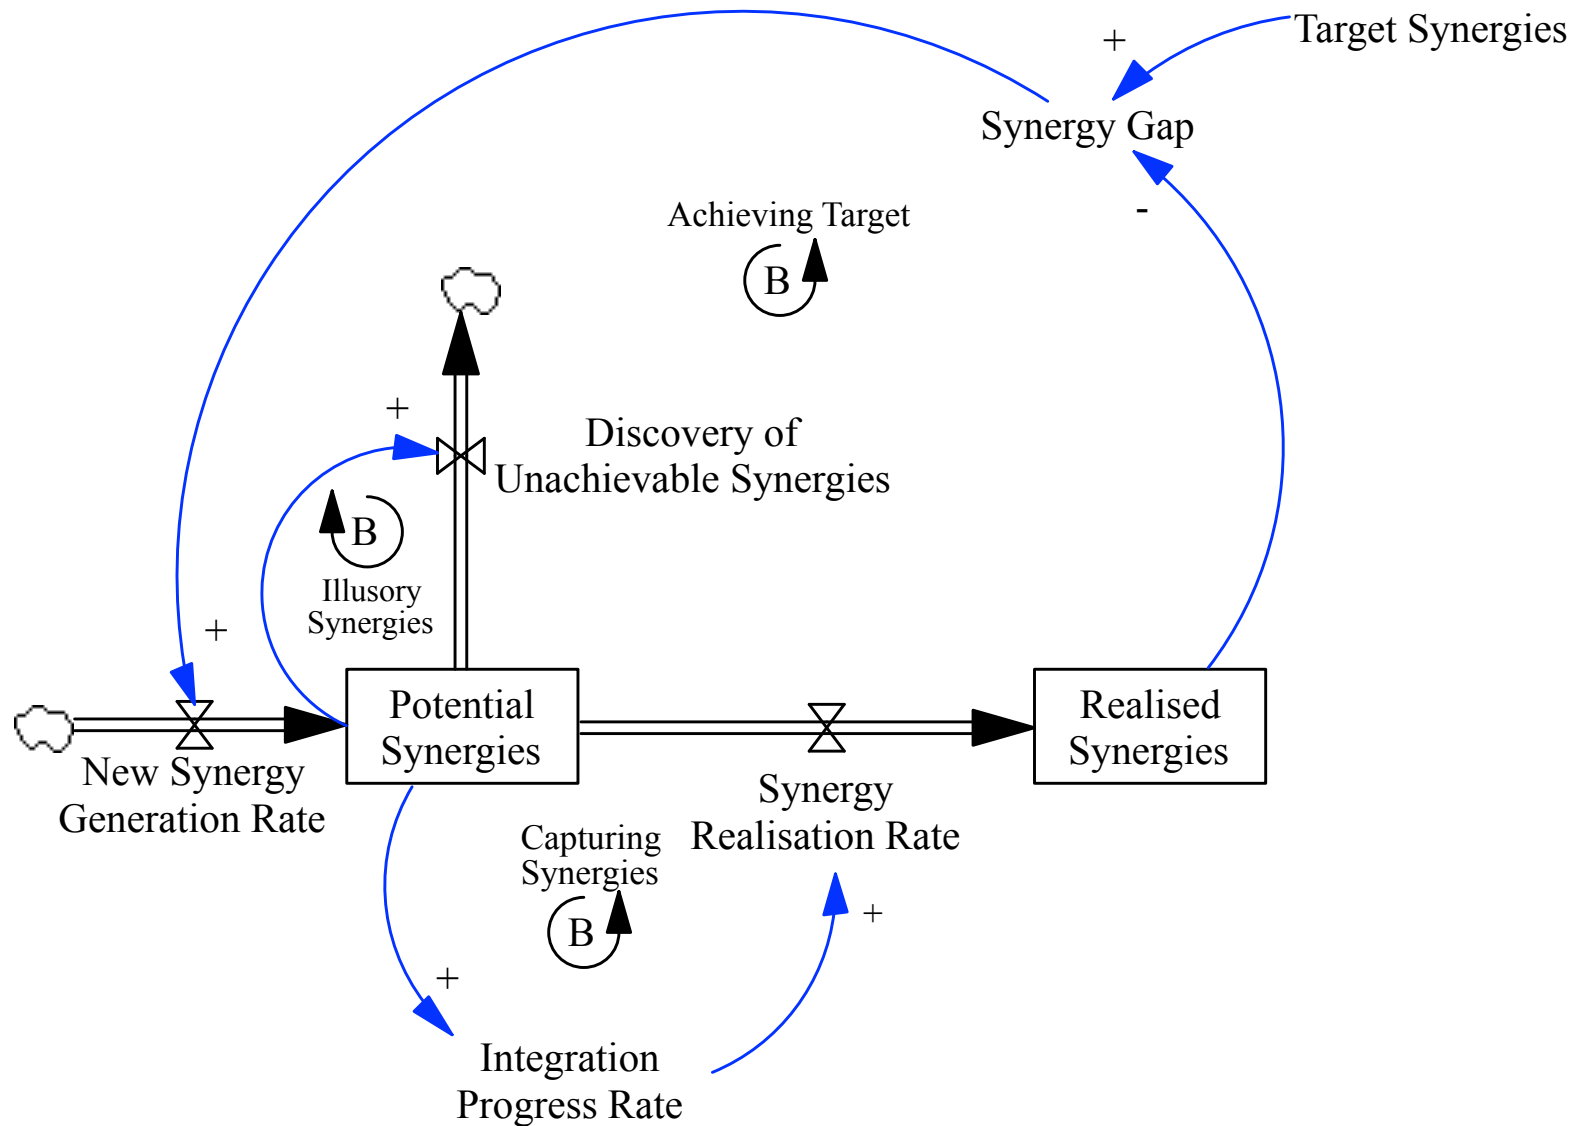 +
Target Synergies
Synergy Gap
-
Achieving Target
B
+
Discovery of
Unachievable Synergies
B
Illusory
Synergies
+
Potential
Synergies
Realised
Synergies
New Synergy
Generation Rate
Synergy
Realisation Rate
Capturing
Synergies
B
+
+
Integration
Progress Rate